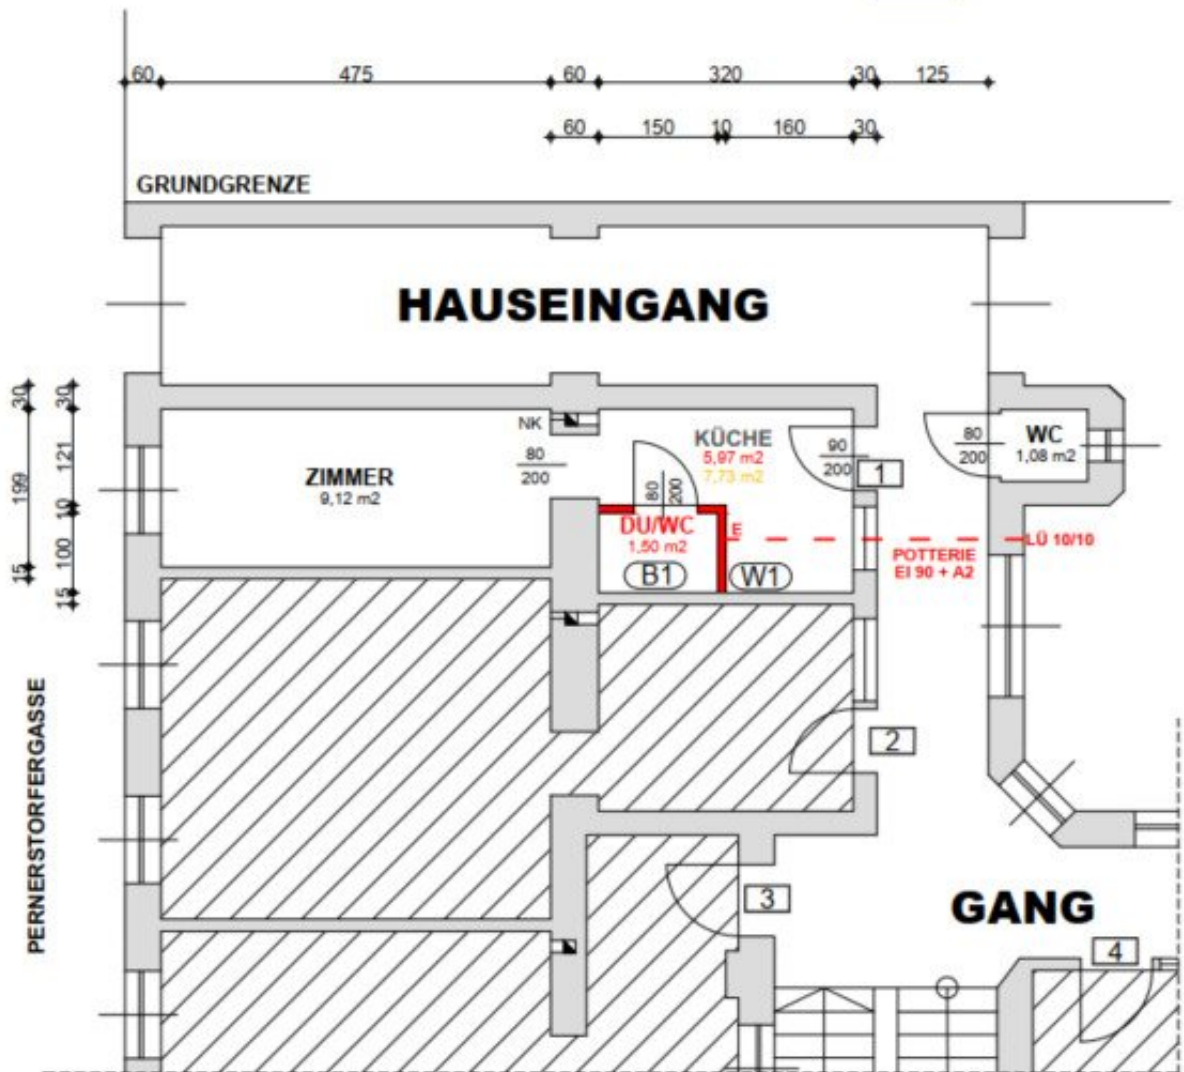 60 475 60 320 30 125
60 150 10 160 30
GRUNDGRENZE
HAUSEINGANG
30 199 15
30 121 10 100 15
NK
80
200
ZIMMER
9,12 m2
KÜCHE
5,97 m2
7,73 m2
80
200
90
200
1
80
200
WC
1,08 m2
DU/WC
1,50 m2
E
B1
W1
POTTERIE
EI 90 + A2
LÜ 10/10
2
PERNERSTORFERGASSE
3
GANG
4